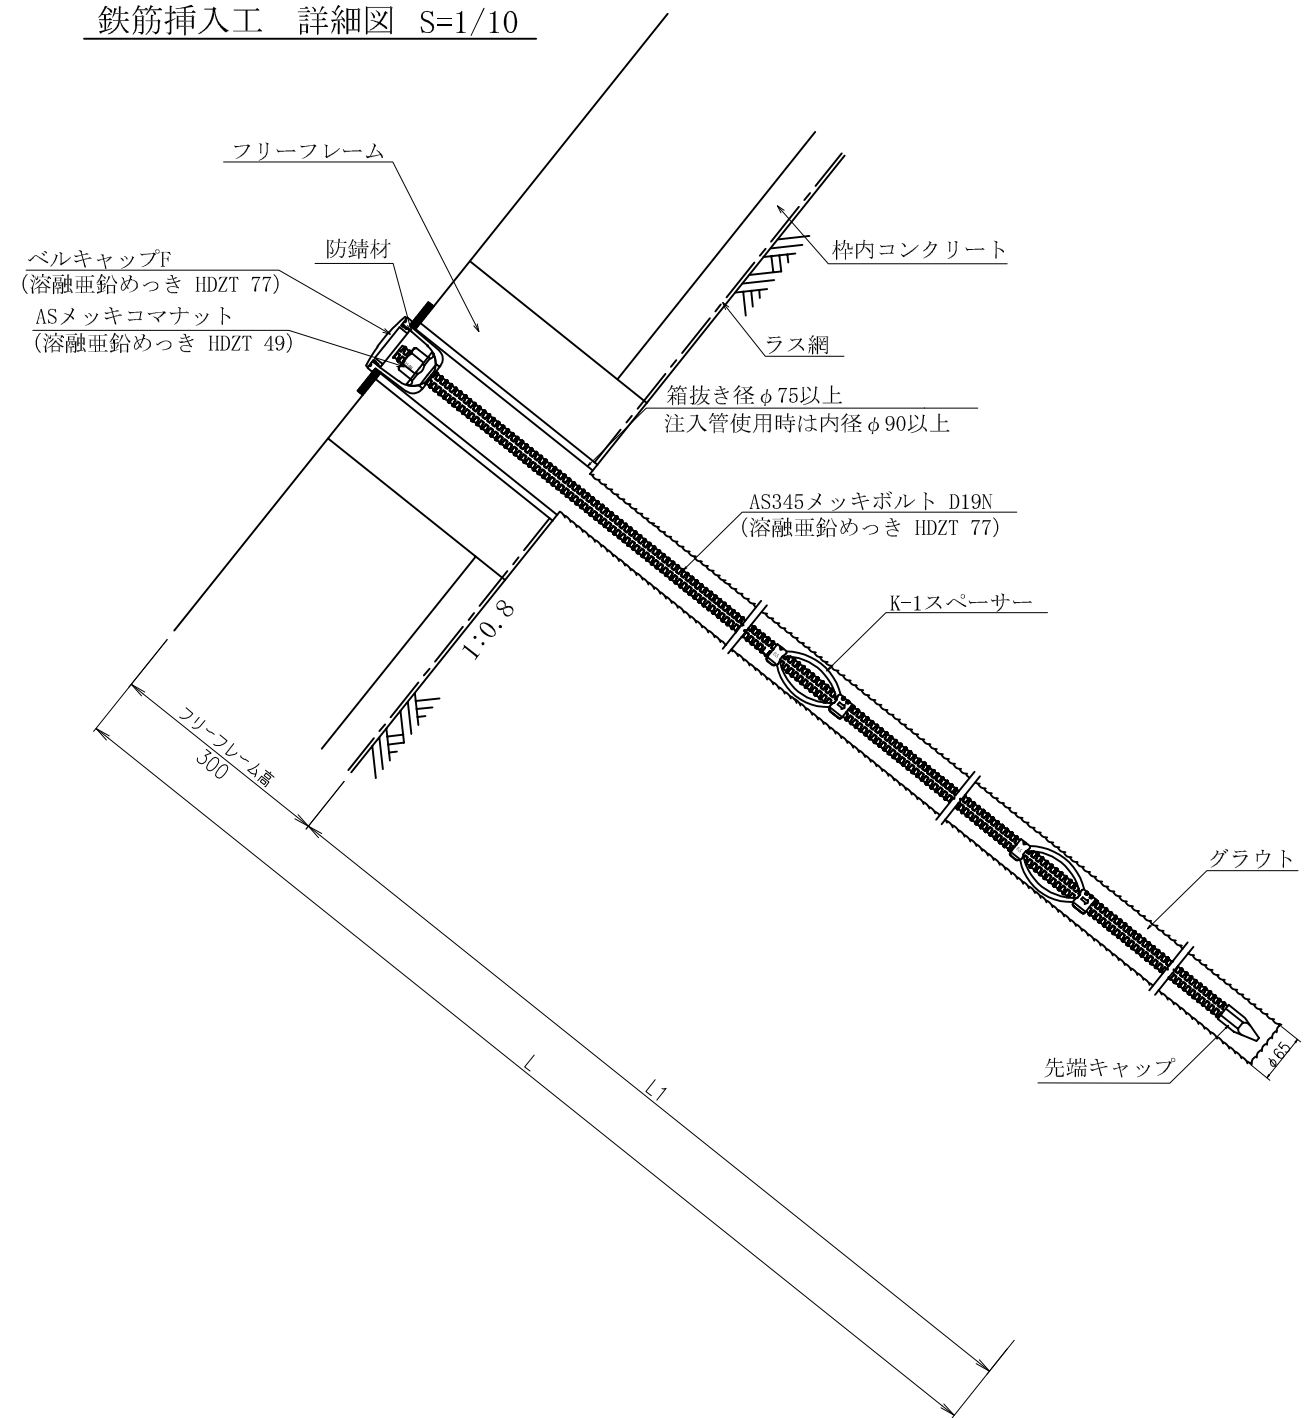 鉄筋挿入工　詳細図 S=1/10
フリーフレーム
防錆材
ベルキャップF
(溶融亜鉛めっき HDZT 77)
ASメッキコマナット
(溶融亜鉛めっき HDZT 49)
枠内コンクリート
ラス網
箱抜き径φ75以上
注入管使用時は内径φ90以上
AS345メッキボルト D19N
(溶融亜鉛めっき HDZT 77)
K-1スペーサー
1:0.8
フリーフレーム高
300
グラウト
先端キャップ
φ65
L1
L